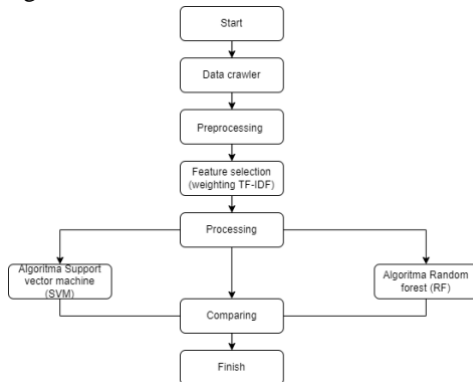 Start
Data crawler
Preprocessing
Feature selection
(weighting TF-IDF)
Processing
Algoritma Support
vector machine
(SVM)
Algoritma Random
forest (RF)
Comparing
Finish